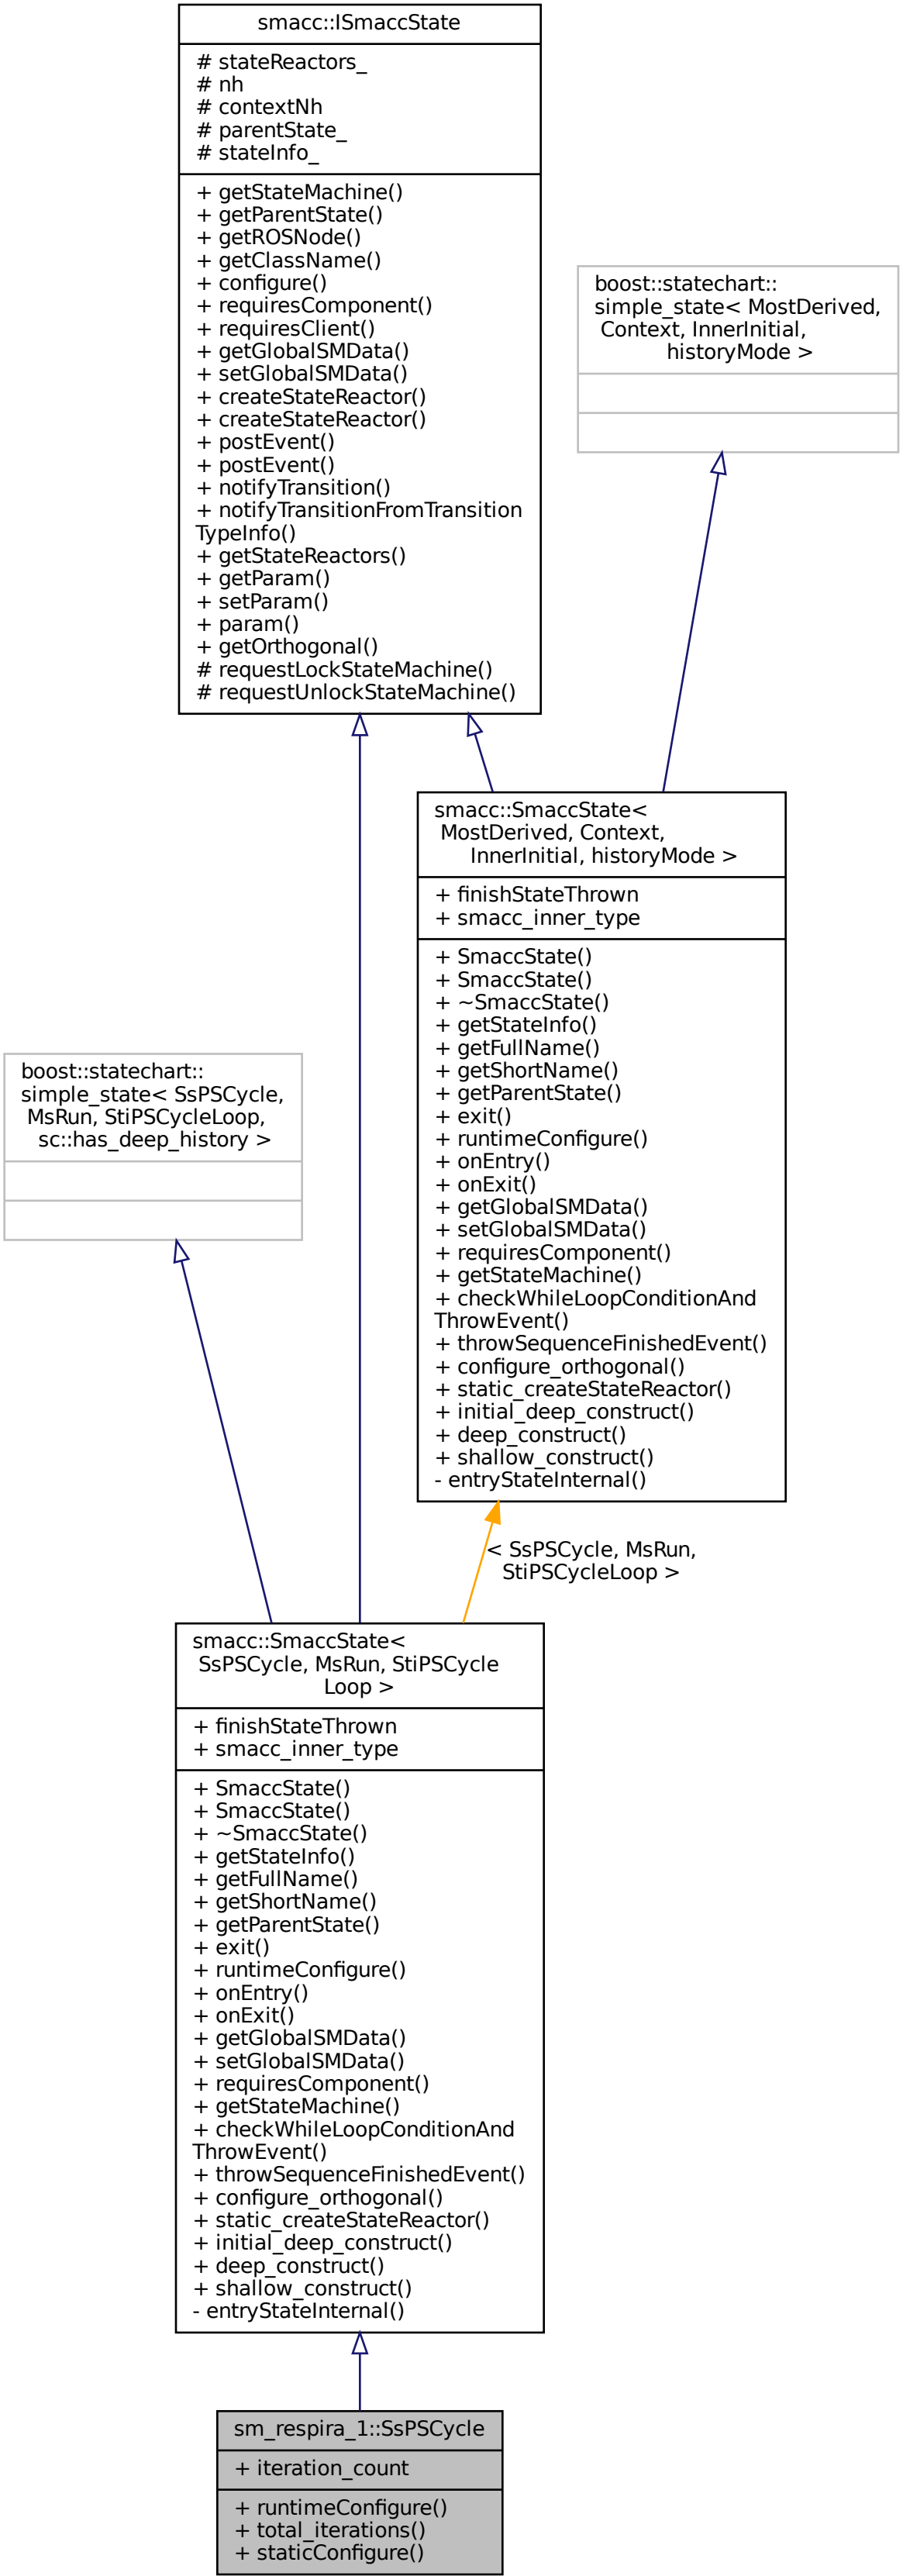 smacc::ISmaccState
# stateReactors_
# nh
# contextNh
# parentState_
# stateInfo_
+ getStateMachine()
+ getParentState()
+ getROSNode()
+ getClassName()
+ configure()
+ requiresComponent()
+ requiresClient()
+ getGlobalSMData()
+ setGlobalSMData()
+ createStateReactor()
+ createStateReactor()
+ postEvent()
+ postEvent()
+ notifyTransition()
+ notifyTransitionFromTransition
TypeInfo()
+ getStateReactors()
+ getParam()
+ setParam()
+ param()
+ getOrthogonal()
# requestLockStateMachine()
# requestUnlockStateMachine()
boost::statechart::
simple_state< MostDerived,
Context, InnerInitial,
historyMode >
smacc::SmaccState<
MostDerived, Context,
InnerInitial, historyMode >
+ finishStateThrown
+ smacc_inner_type
+ SmaccState()
+ SmaccState()
+ ~SmaccState()
+ getStateInfo()
+ getFullName()
+ getShortName()
+ getParentState()
+ exit()
+ runtimeConfigure()
+ onEntry()
+ onExit()
+ getGlobalSMData()
+ setGlobalSMData()
+ requiresComponent()
+ getStateMachine()
+ checkWhileLoopConditionAnd
ThrowEvent()
+ throwSequenceFinishedEvent()
+ configure_orthogonal()
+ static_createStateReactor()
+ initial_deep_construct()
+ deep_construct()
+ shallow_construct()
- entryStateInternal()
boost::statechart::
simple_state< SsPSCycle,
MsRun, StiPSCycleLoop,
sc::has_deep_history >
< SsPSCycle, MsRun,
StiPSCycleLoop >
smacc::SmaccState<
SsPSCycle, MsRun, StiPSCycle
Loop >
+ finishStateThrown
+ smacc_inner_type
+ SmaccState()
+ SmaccState()
+ ~SmaccState()
+ getStateInfo()
+ getFullName()
+ getShortName()
+ getParentState()
+ exit()
+ runtimeConfigure()
+ onEntry()
+ onExit()
+ getGlobalSMData()
+ setGlobalSMData()
+ requiresComponent()
+ getStateMachine()
+ checkWhileLoopConditionAnd
ThrowEvent()
+ throwSequenceFinishedEvent()
+ configure_orthogonal()
+ static_createStateReactor()
+ initial_deep_construct()
+ deep_construct()
+ shallow_construct()
- entryStateInternal()
sm_respira_1::SsPSCycle
+ iteration_count
+ runtimeConfigure()
+ total_iterations()
+ staticConfigure()